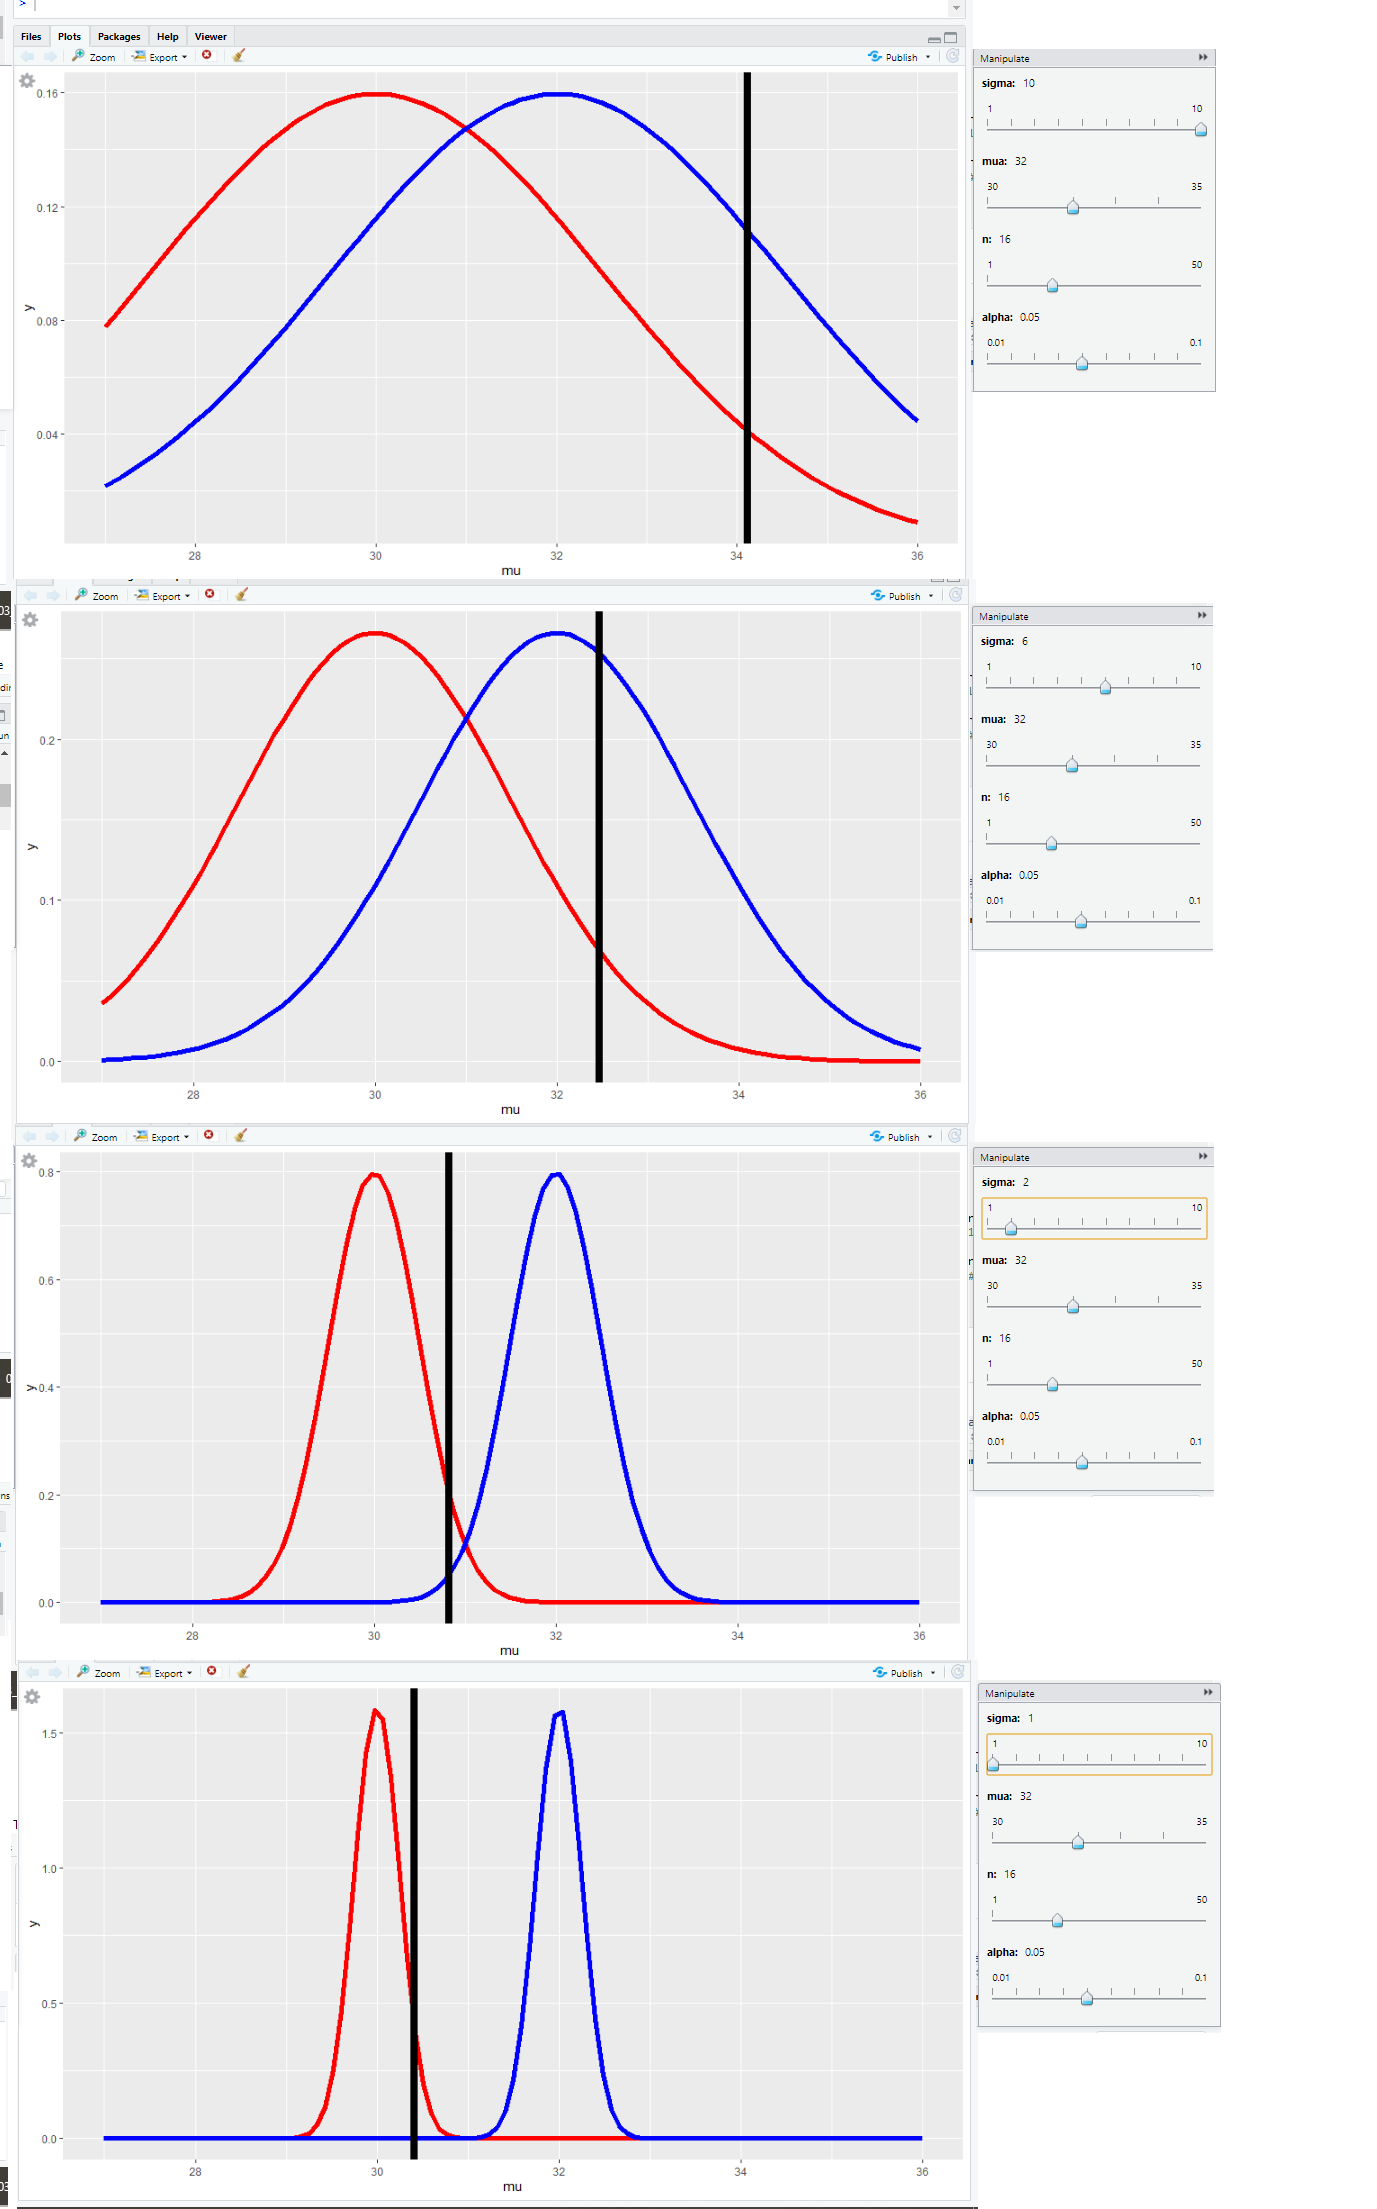 >
Files Plots Packages Help Viewer
Zoom Export Publish
Manipulate
sigma: 10
1 10
mua: 32
30 35
n: 16
1 50
alpha: 0.05
0.01 0.1
0.16
0.12
0.08
0.04
y
28 30 32 34 36
mu
Zoom Export Publish
Manipulate
sigma: 6
1 10
mua: 32
30 35
n: 16
1 50
alpha: 0.05
0.01 0.1
0.2
0.1
0.0
y
28 30 32 34 36
mu
Zoom Export Publish
Manipulate
sigma: 2
1 10
mua: 32
30 35
n: 16
1 50
alpha: 0.05
0.01 0.1
0.8
0.6
0.4
0.2
0.0
y
28 30 32 34 36
mu
Zoom Export Publish
Manipulate
sigma: 1
1 10
mua: 32
30 35
n: 16
1 50
alpha: 0.05
0.01 0.1
1.5
1.0
0.5
0.0
y
28 30 32 34 36
mu